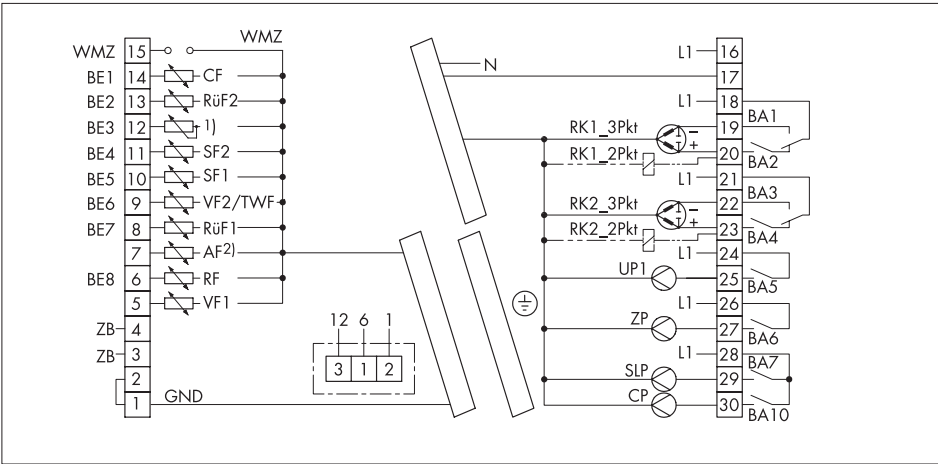 WMZ 15 WMZ
BE1 14 CF
BE2 13 RüF2
BE3 12 1)
BE4 11 SF2
BE5 10 SF1
BE6 9 VF2/TWF
BE7 8 RüF1
7 AF2)
BE8 6 RF
5 VF1
ZB 4
ZB 3
2
1 GND
12 6 1
3 1 2
N
L1 16
17
L1 18
BA1
RK1_3Pkt - + 19
RK1_2Pkt 20
BA2
L1 21
BA3
RK2_3Pkt - + 22
RK2_2Pkt 23
BA4
L1 24
UP1 25
BA5
L1 26
ZP 27
BA6
L1 28
BA7
SLP 29
CP 30
BA10